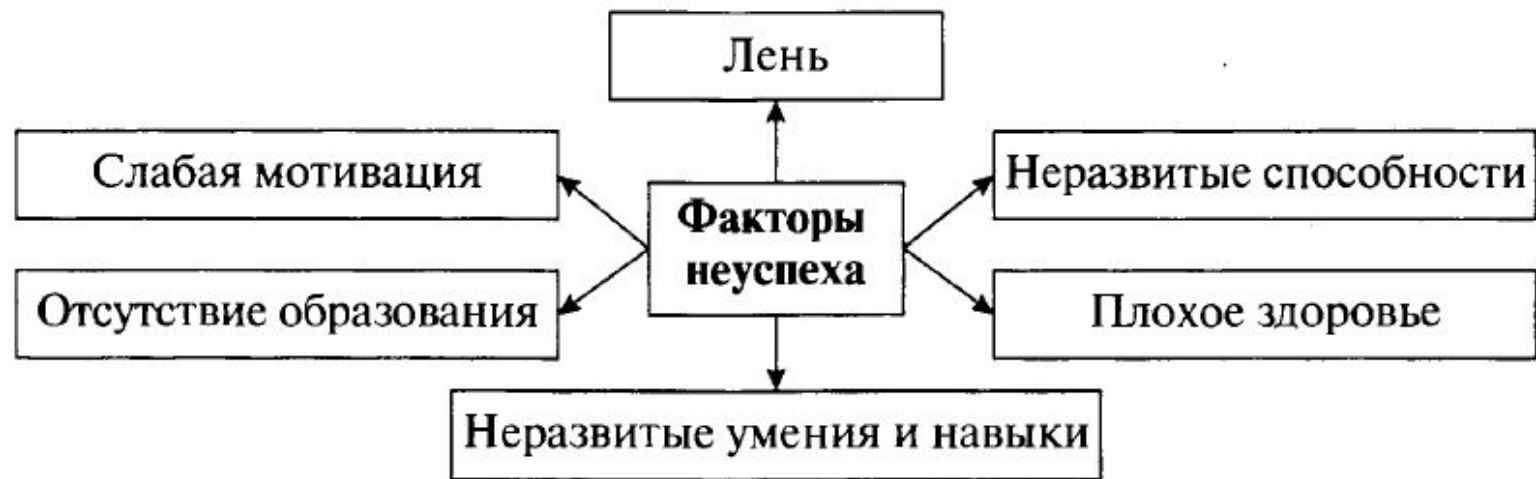 Лень
Слабая мотивация
Неразвитые способности
Факторы
неуспеха
Отсутствие образования
Плохое здоровье
Неразвитые умения и навыки